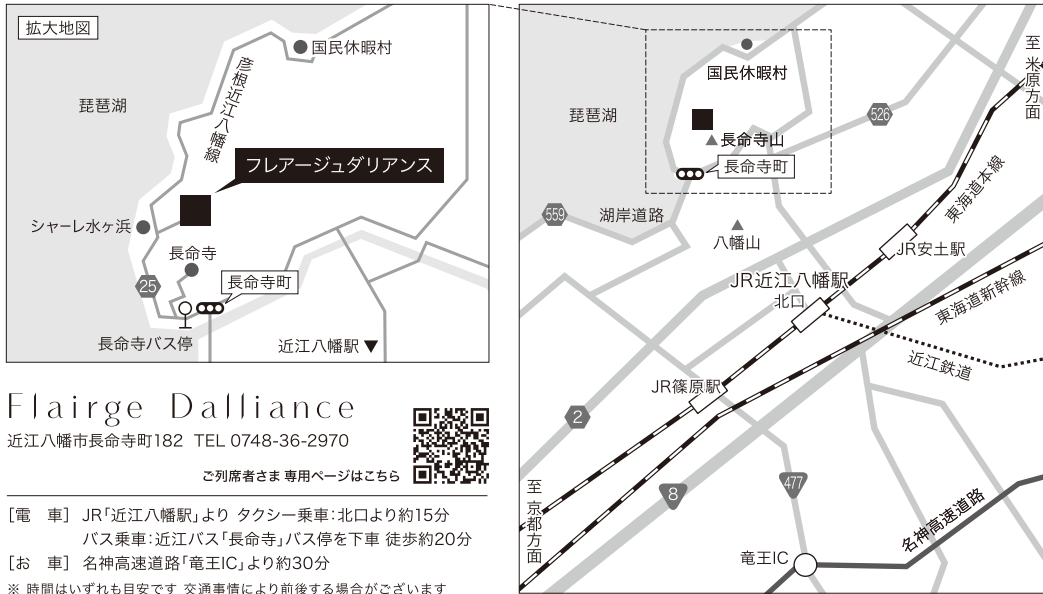 拡大地図
国民休暇村
彦根近江八幡線
琵琶湖
フレアージュダリアンス
シャーレ水ヶ浜
長命寺
25
長命寺町
長命寺バス停
近江八幡駅▼
Flairge Dalliance
近江八幡市長命寺町182 TEL 0748-36-2970
ご列席者さま 専用ページはこちら
[電 車] JR「近江八幡駅」より タクシー乗車:北口より約15分
バス乗車:近江バス「長命寺」バス停を下車 徒歩約20分
[お 車] 名神高速道路「竜王IC」より約30分
※ 時間はいずれも目安です 交通事情により前後する場合がございます
至 米原方面
国民休暇村
琵琶湖
526
長命寺山
長命寺町
東海道本線
559
湖岸道路
八幡山
JR安土駅
JR近江八幡駅
北口
東海道新幹線
近江鉄道
JR篠原駅
2
8
477
至 京都方面
名神高速道路
竜王IC